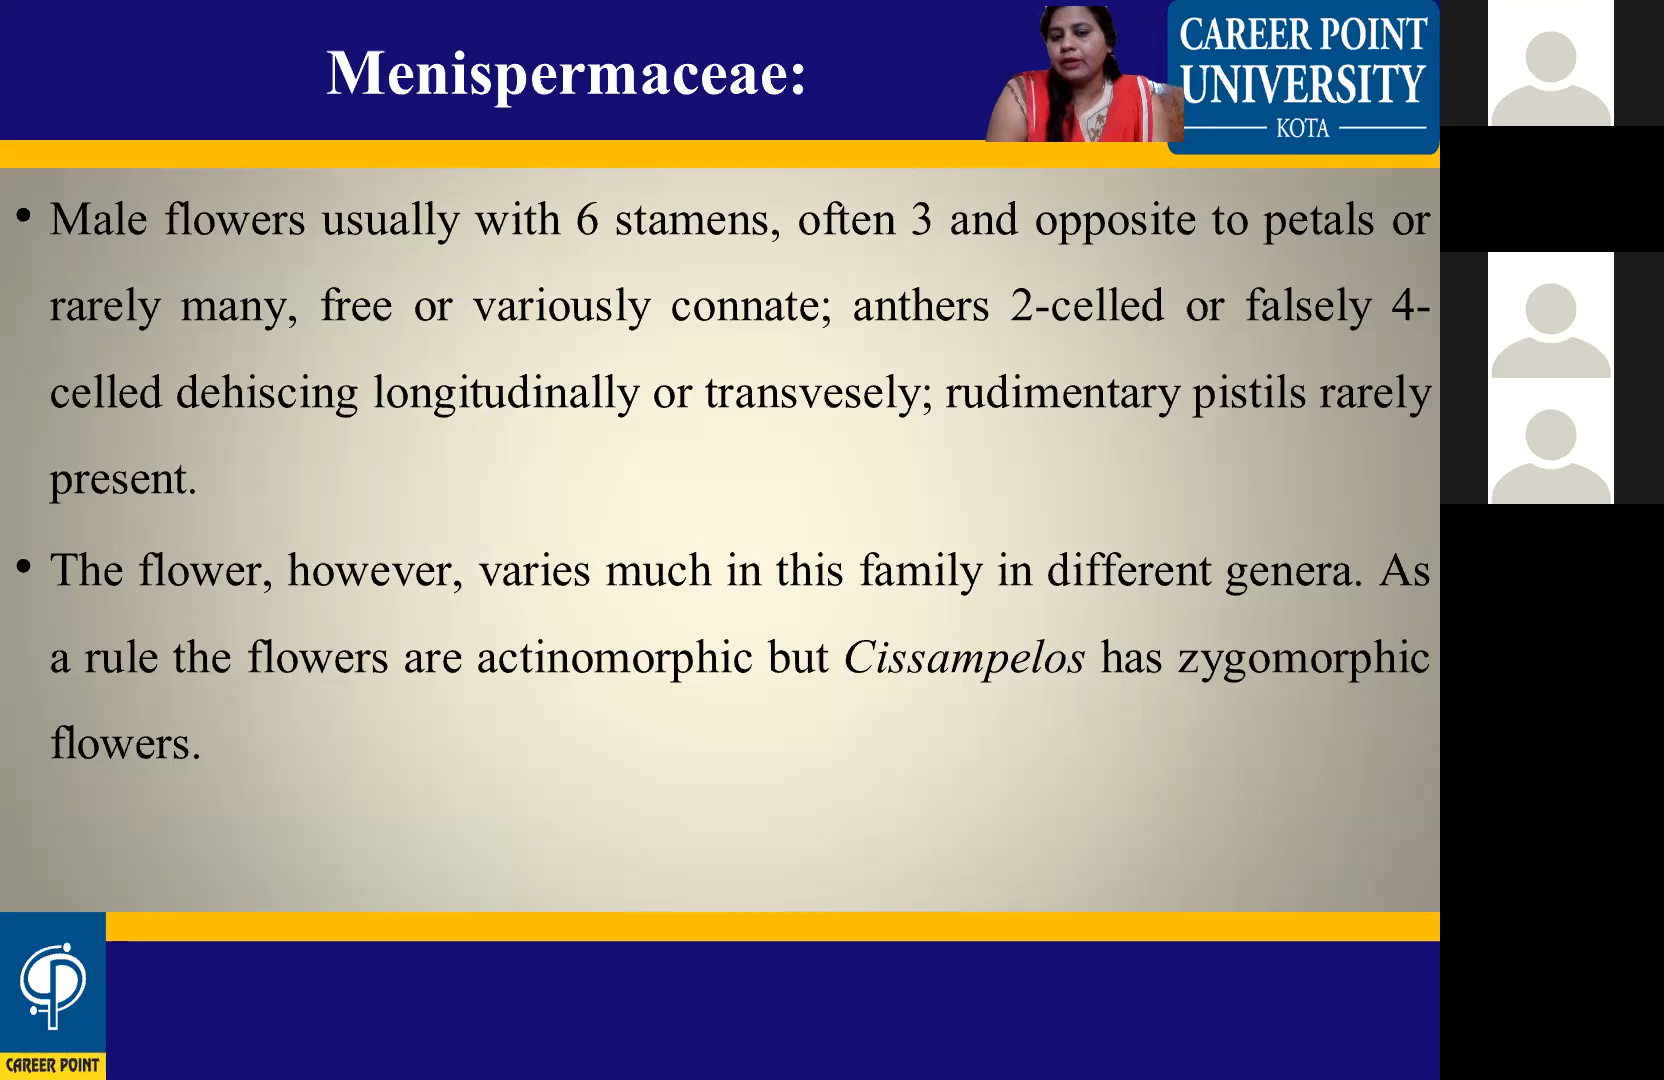 Menispermaceae:
CAREER POINT
UNIVERSITY
KOTA
• Male flowers usually with 6 stamens, often 3 and opposite to petals or
rarely many, free or variously connate; anthers 2-celled or falsely 4-
celled dehiscing longitudinally or transvesely; rudimentary pistils rarely
present.
• The flower, however, varies much in this family in different genera. As
a rule the flowers are actinomorphic but Cissampelos has zygomorphic
flowers.
CAREER POINT